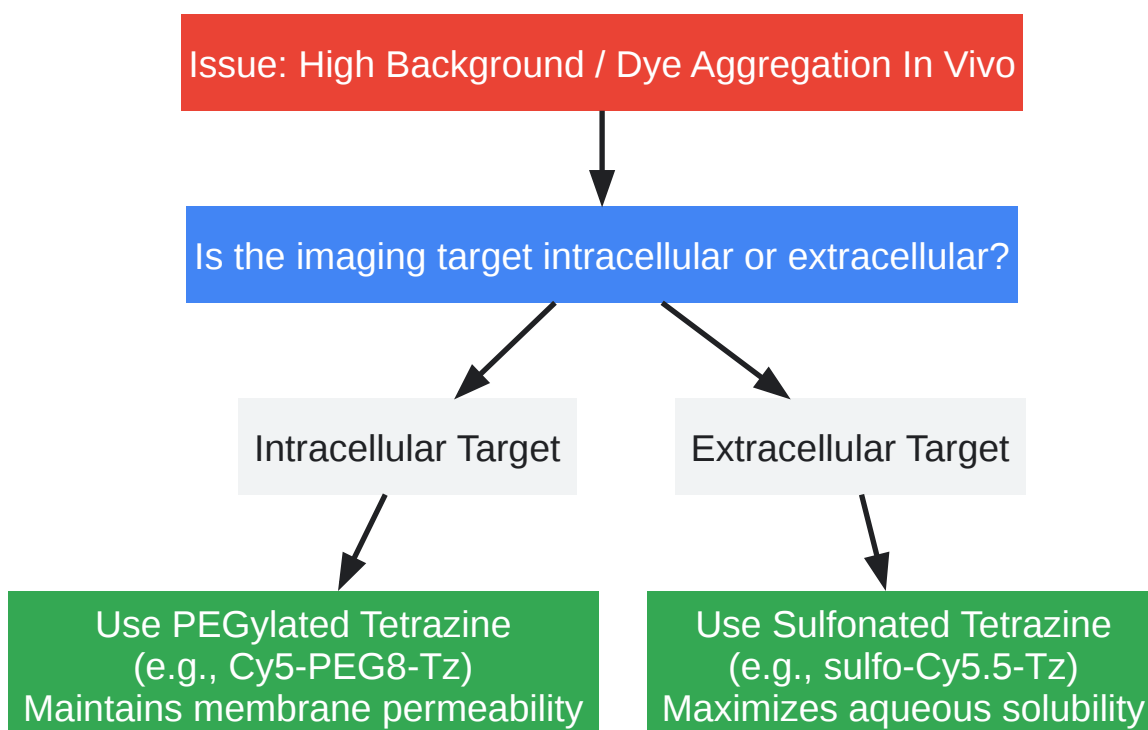 Issue: High Background / Dye Aggregation In Vivo
Is the imaging target intracellular or extracellular?
Intracellular Target
Extracellular Target
Use PEGylated Tetrazine
(e.g., Cy5-PEG8-Tz)
Maintains membrane permeability
Use Sulfonated Tetrazine
(e.g., sulfo-Cy5.5-Tz)
Maximizes aqueous solubility